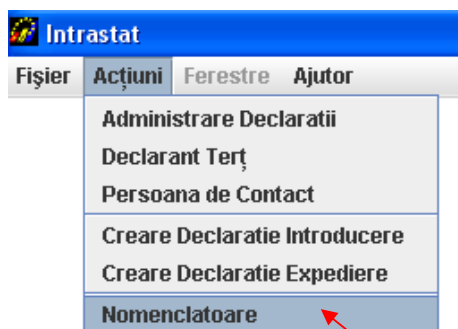 Intrastat
Fişier Acţiuni Ferestre Ajutor
Administrare Declaratii
Declarant Terţ
Persoana de Contact
Creare Declaratie Introducere
Creare Declaratie Expediere
Nomenclatoare